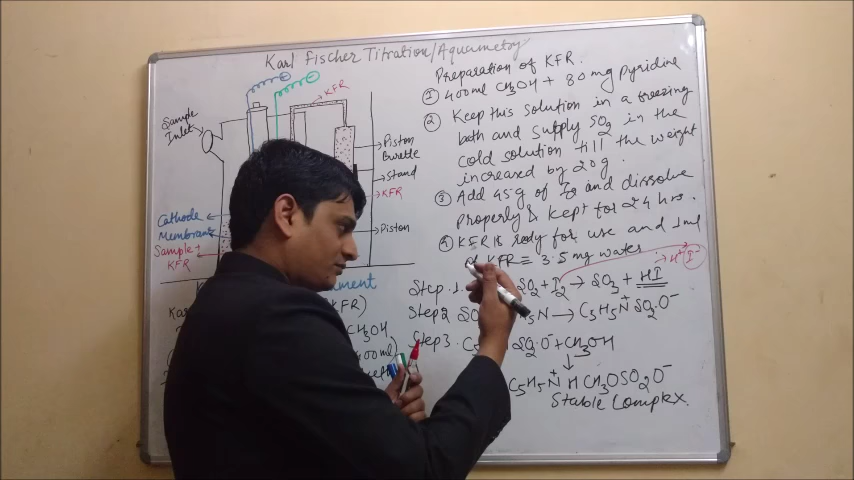 Karl Fischer Titration/Aquametry
KFR
Sample
Inlet
Piston
Burette
Stand
KFR
Piston
Cathode
Membrane
Sample+
KFR
Preparation of KFR.
① 400ml CH3OH + 80 mg pyridine
② Keep this solution in a freezing
bath and supply SO2 in the
cold solution till the weight
increased by 20g.
③ Add 45g of I2 and dissolve
Properly & Kept for 24 hrs.
④ KFR is ready for use and 1ml
of KFR ≡ 3.5 mg water
→ H+ I-
Step 1. SO2 + I2 → SO3 + HI
Step 2 N → C5H5N+SO2O-
Step 3. SO2O- + CH3OH
↓
C5H5N+H CH3OSO2O-
Stable Complex.
KFR)
CH3OH
400ml)